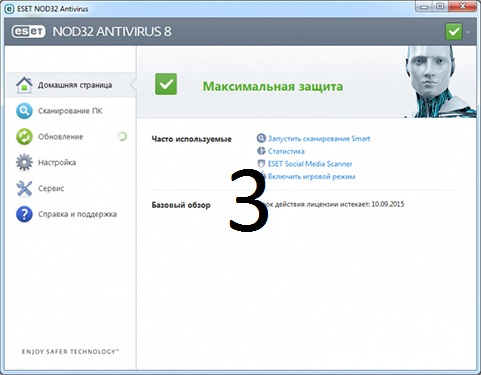 ESET NOD32 Antivirus
eset NOD32 ANTIVIRUS 8
Домашняя страница
Сканирование ПК
Обновление
Настройка
Сервис
Справка и поддержка
Максимальная защита
Часто используемые
Запустить сканирование Smart
Статистика
ESET Social Media Scanner
Включить игровой режим
3
Базовый обзор
действия лицензии истекает: 10.09.2015
ENJOY SAFER TECHNOLOGY™